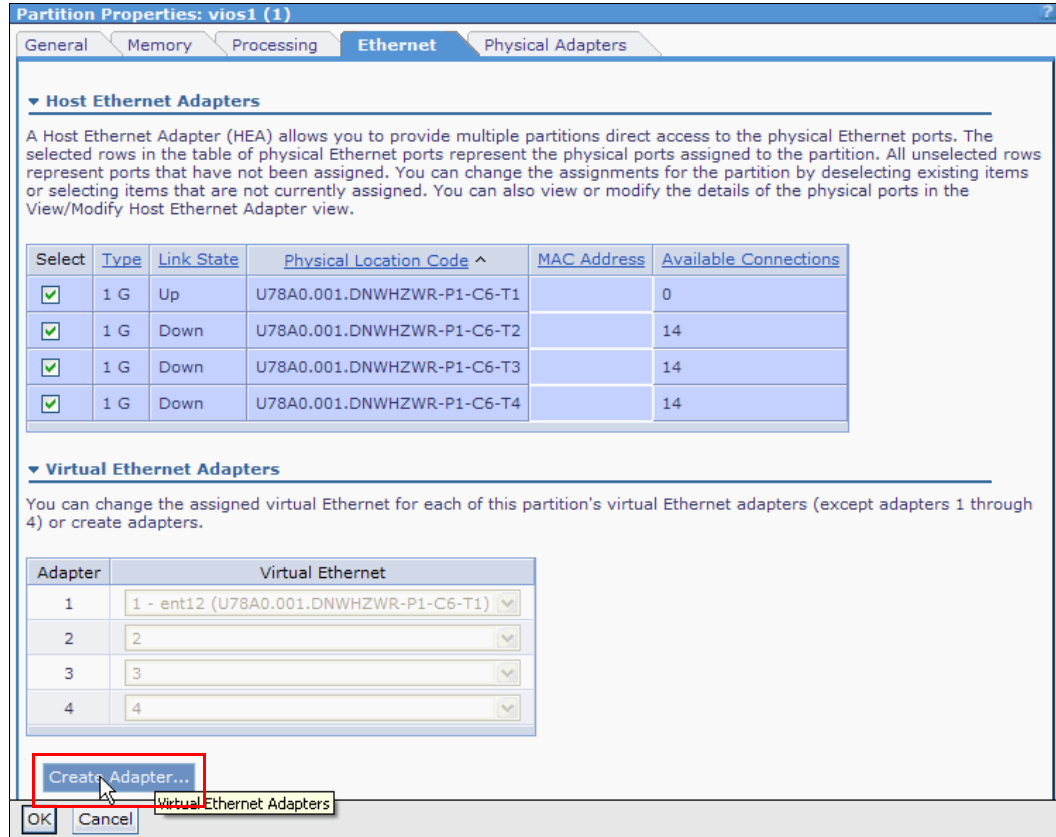 Partition Properties: vios1 (1)
?
General Memory Processing Ethernet Physical Adapters
Host Ethernet Adapters
A Host Ethernet Adapter (HEA) allows you to provide multiple partitions direct access to the physical Ethernet ports. The
selected rows in the table of physical Ethernet ports represent the physical ports assigned to the partition. All unselected rows
represent ports that have not been assigned. You can change the assignments for the partition by deselecting existing items
or selecting items that are not currently assigned. You can also view or modify the details of the physical ports in the
View/Modify Host Ethernet Adapter view.
Select Type Link State Physical Location Code ^ MAC Address Available Connections
1 G Up U78A0.001.DNWHZWR-P1-C6-T1 0
1 G Down U78A0.001.DNWHZWR-P1-C6-T2 14
1 G Down U78A0.001.DNWHZWR-P1-C6-T3 14
1 G Down U78A0.001.DNWHZWR-P1-C6-T4 14
Virtual Ethernet Adapters
You can change the assigned virtual Ethernet for each of this partition's virtual Ethernet adapters (except adapters 1 through
4) or create adapters.
Adapter Virtual Ethernet
1 1 - ent12 (U78A0.001.DNWHZWR-P1-C6-T1)
2 2
3 3
4 4
Create Adapter...
Virtual Ethernet Adapters
OK Cancel